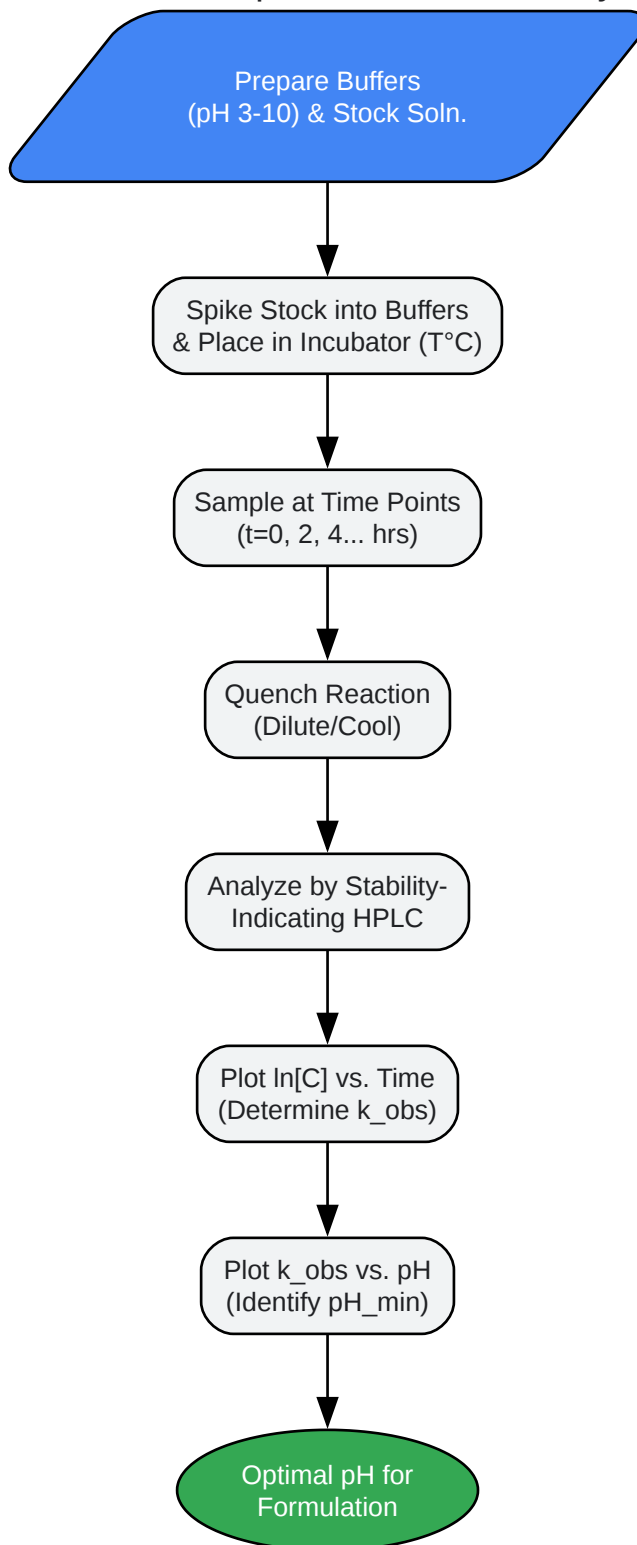 Prepare Buffers
(pH 3-10) & Stock Soln.
Spike Stock into Buffers
& Place in Incubator (T°C)
Sample at Time Points
(t=0, 2, 4... hrs)
Quench Reaction
(Dilute/Cool)
Analyze by Stability-
Indicating HPLC
Plot ln[C] vs. Time
(Determine k_obs)
Plot k_obs vs. pH
(Identify pH_min)
Optimal pH for
Formulation